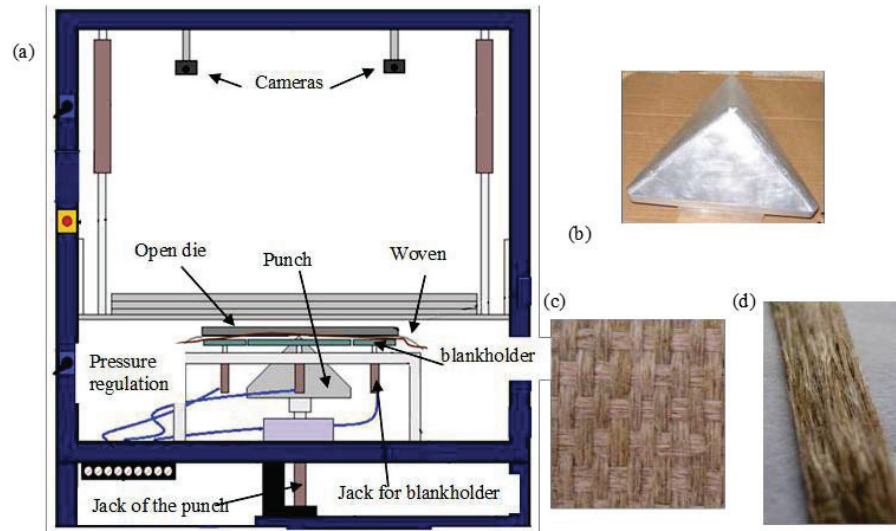 (a)
Cameras
(b)
Open die
Punch
Woven
(c)
(d)
blankholder
Pressure
regulation
Jack of the punch
Jack for blankholder